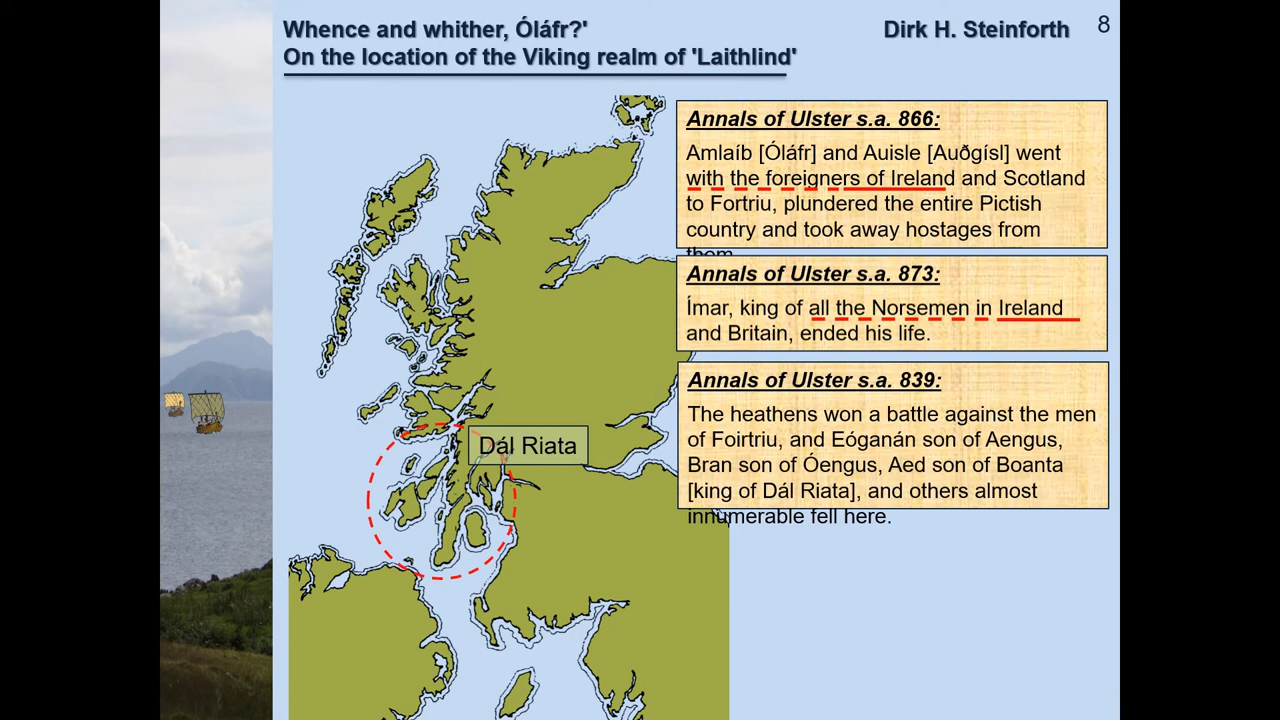 Whence and whither, Óláfr?'
On the location of the Viking realm of 'Laithlind'
Dirk H. Steinforth
8
Annals of Ulster s.a. 866:
Amlaíb [Óláfr] and Auisle [Auðgísl] went
with the foreigners of Ireland and Scotland
to Fortriu, plundered the entire Pictish
country and took away hostages from
them.
Annals of Ulster s.a. 873:
Ímar, king of all the Norsemen in Ireland
and Britain, ended his life.
Annals of Ulster s.a. 839:
The heathens won a battle against the men
of Foirtriu, and Eóganán son of Aengus,
Bran son of Óengus, Aed son of Boanta
[king of Dál Riata], and others almost
innumerable fell here.
Dál Riata